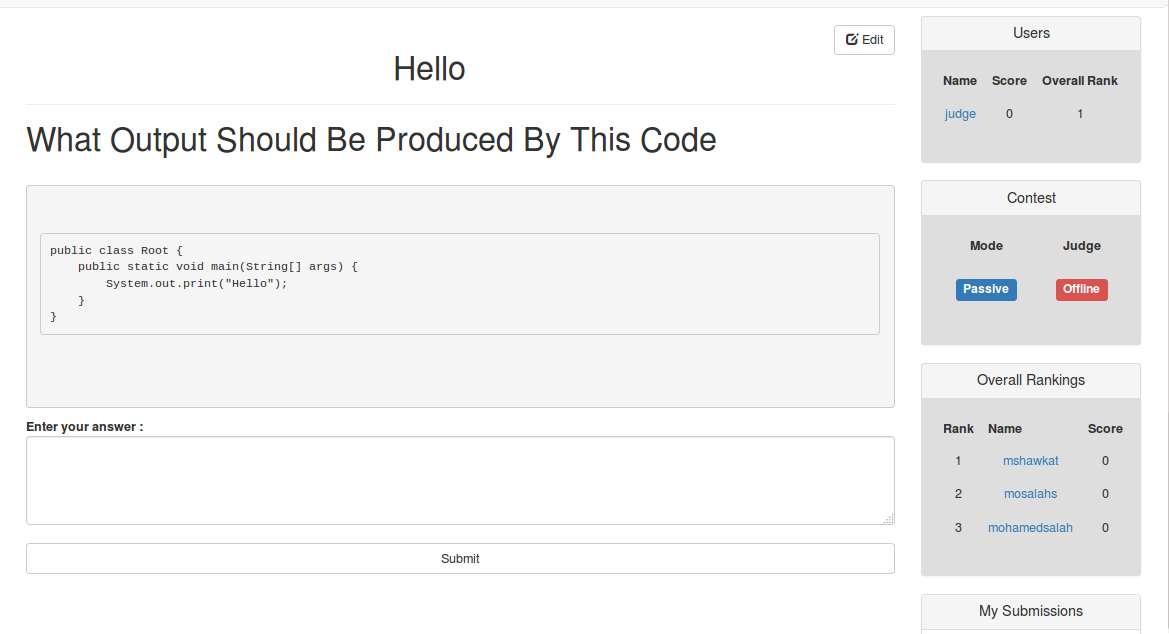 Edit
Hello
What Output Should Be Produced By This Code
public class Root {
    public static void main(String[] args) {
        System.out.print("Hello");
    }
}
Enter your answer :
Submit
Users
Name Score Overall Rank
judge 0 1
Contest
Mode Judge
Passive Offline
Overall Rankings
Rank Name Score
1 mshawkat 0
2 mosalahs 0
3 mohamedsalah 0
My Submissions